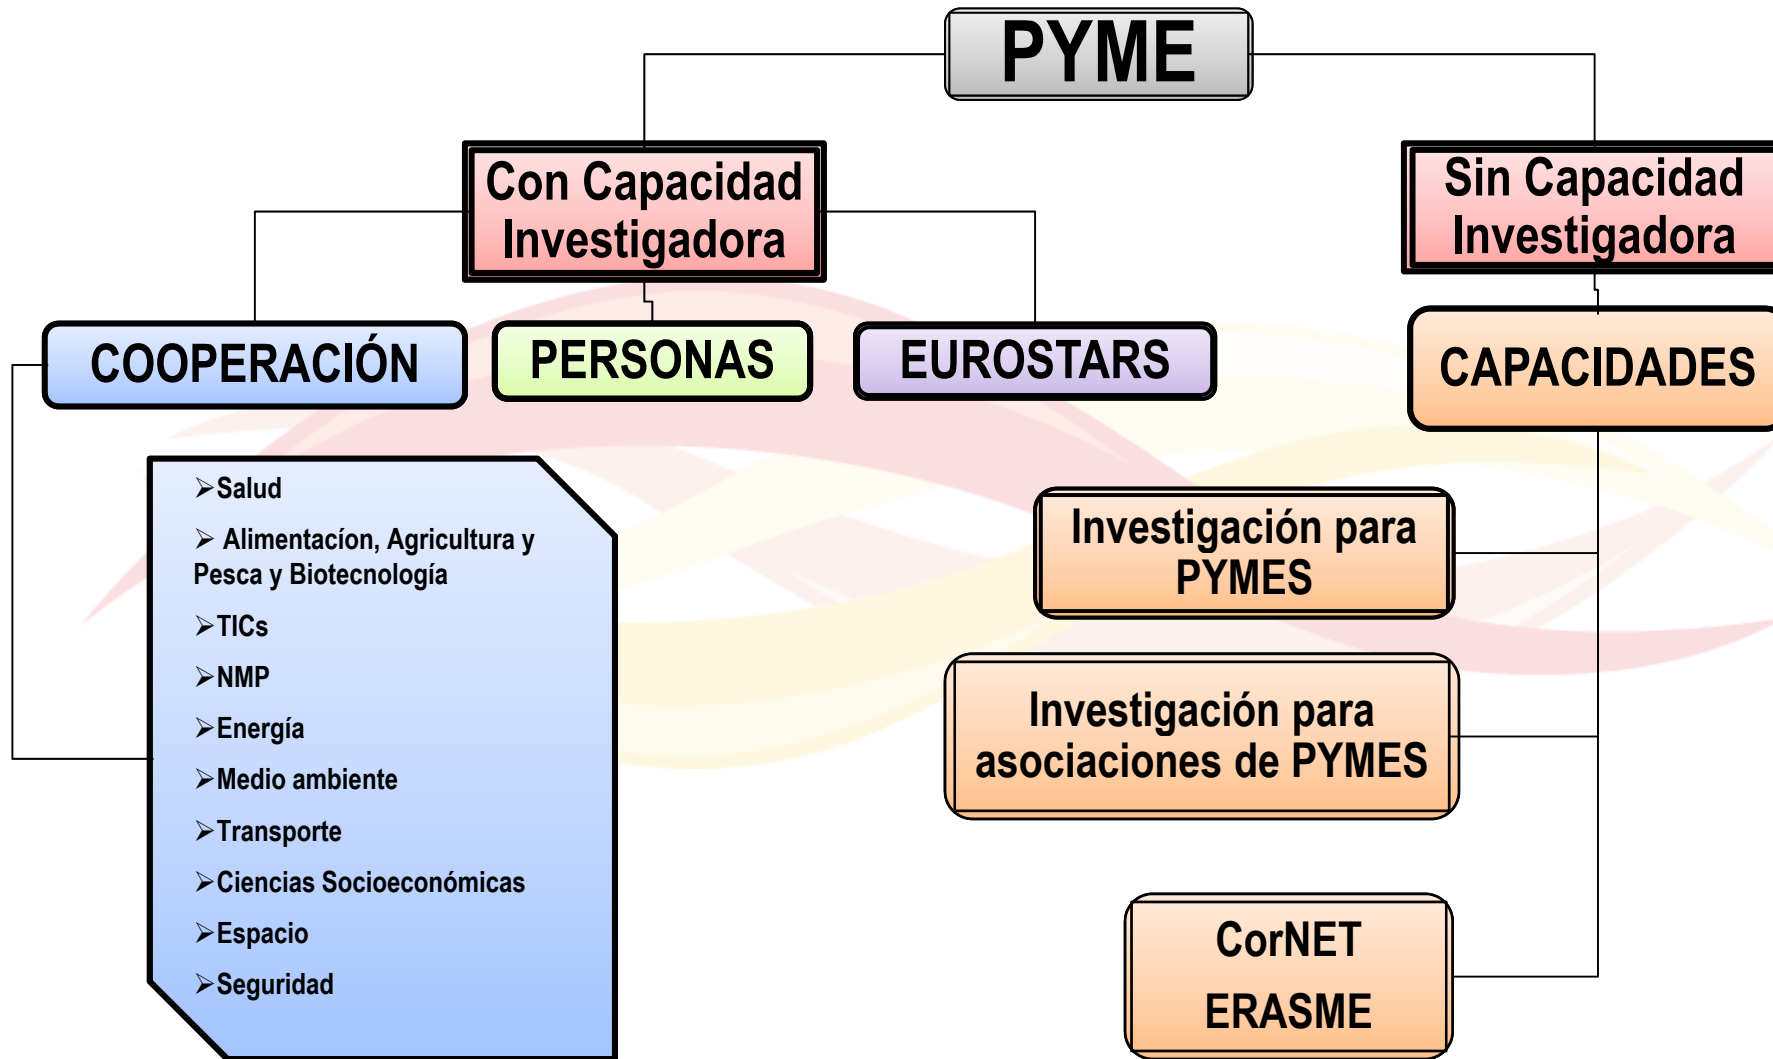 PYME
Con Capacidad
Investigadora
Sin Capacidad
Investigadora
COOPERACIÓN
PERSONAS
EUROSTARS
CAPACIDADES
➢Salud
➢ Alimentacíon, Agricultura y
Pesca y Biotecnología
➢TICs
➢NMP
➢Energía
➢Medio ambiente
➢Transporte
➢Ciencias Socioeconómicas
➢Espacio
➢Seguridad
Investigación para
PYMES
Investigación para
asociaciones de PYMES
CorNET
ERASME